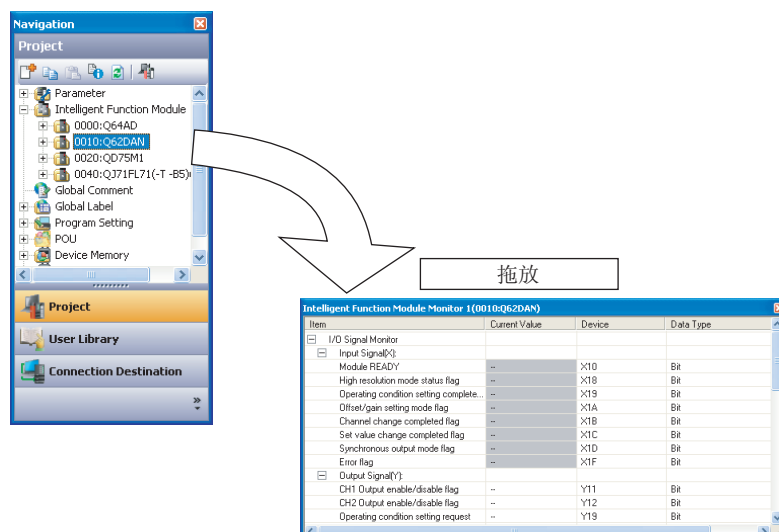 Navigation
Project
Parameter
Intelligent Function Module
0000:Q64AD
0010:Q62DAN
0020:QD75M1
0040:QJ71FL71(-T -B5)
Global Comment
Global Label
Program Setting
POU
Device Memory
Project
User Library
Connection Destination
拖放
Intelligent Function Module Monitor 1(0010:Q62DAN)
Item Current Value Device Data Type
I/O Signal Monitor
Input Signal(X):
Module READY -- X10 Bit
High resolution mode status flag -- X18 Bit
Operating condition setting complete... -- X19 Bit
Offset/gain setting mode flag -- X1A Bit
Channel change completed flag -- X1B Bit
Set value change completed flag -- X1C Bit
Synchronous output mode flag -- X1D Bit
Error flag -- X1F Bit
Output Signal(Y):
CH1 Output enable/disable flag -- Y11 Bit
CH2 Output enable/disable flag -- Y12 Bit
Operating condition setting request -- Y19 Bit